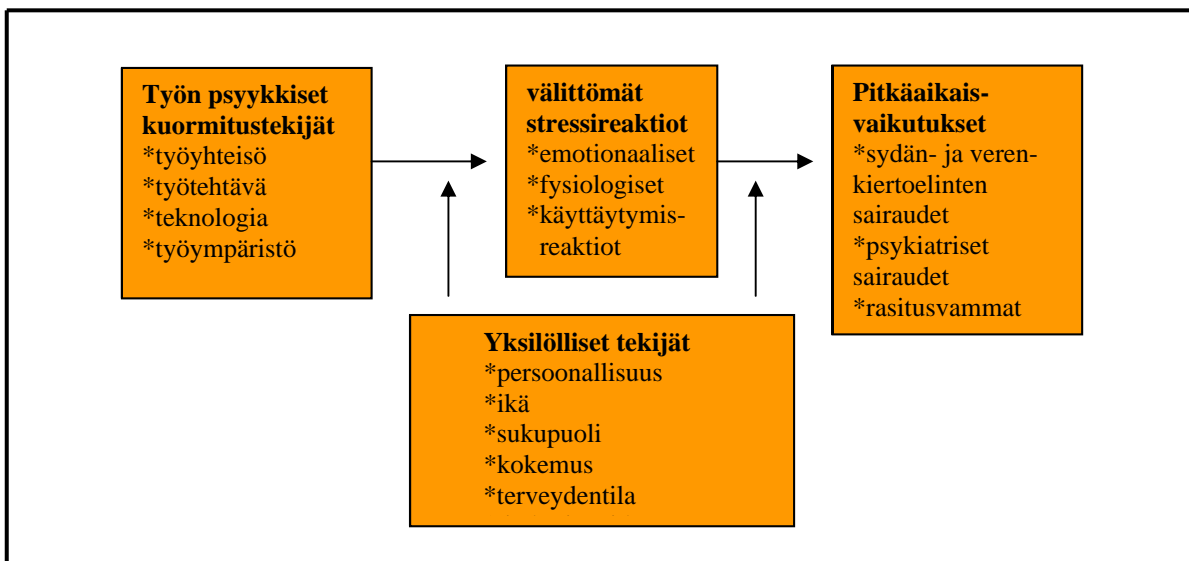 Työn psyykkiset
kuormitustekijät
*työyhteisö
*työtehtävä
*teknologia
*työympäristö
välittömät
stressireaktiot
*emotionaaliset
*fysiologiset
*käyttäytymis-
reaktiot
Pitkäaikais-
vaikutukset
*sydän- ja veren-
kiertoelinten
sairaudet
*psykiatriset
sairaudet
*rasitusvammat
Yksilölliset tekijät
*persoonallisuus
*ikä
*sukupuoli
*kokemus
*terveydentila